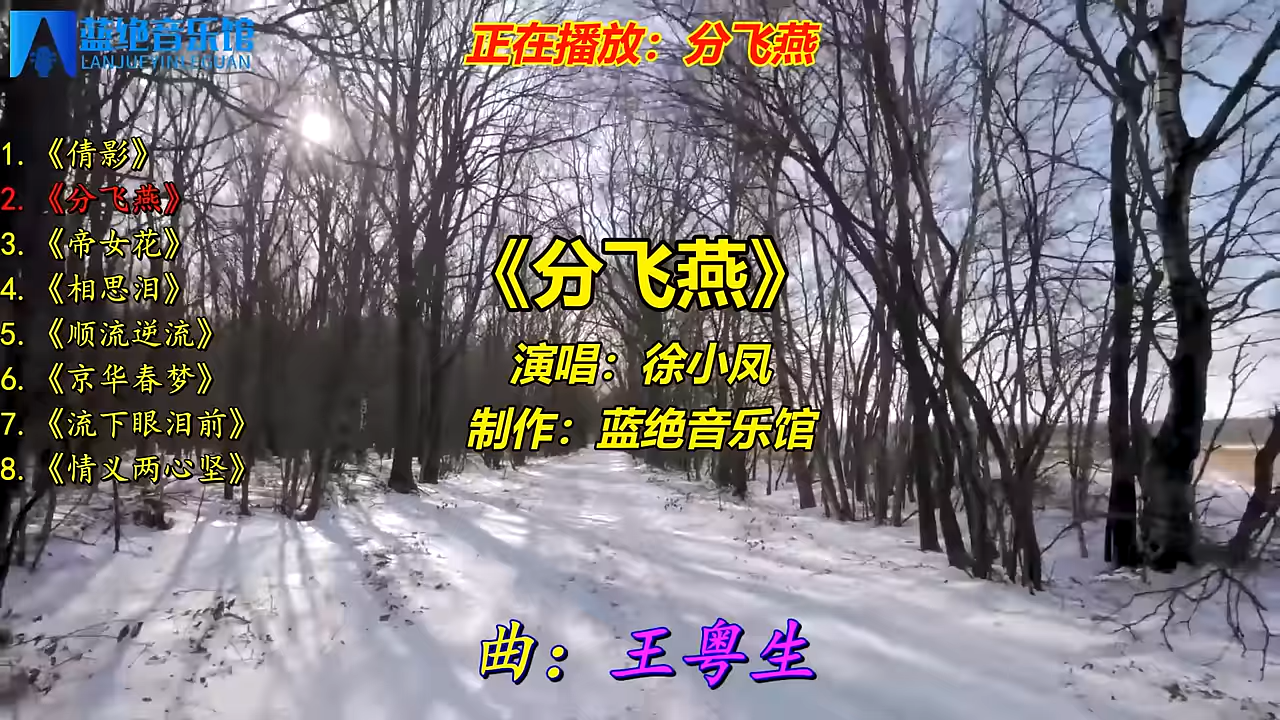 蓝绝音乐馆
LANJUEYINLEGUAN
正在播放：分飞燕
1.《倩影》
2.《分飞燕》
3.《帝女花》
4.《相思泪》
5.《顺流逆流》
6.《京华春梦》
7.《流下眼泪前》
8.《情义两心坚》
《分飞燕》
演唱：徐小凤
制作：蓝绝音乐馆
曲：王粤生